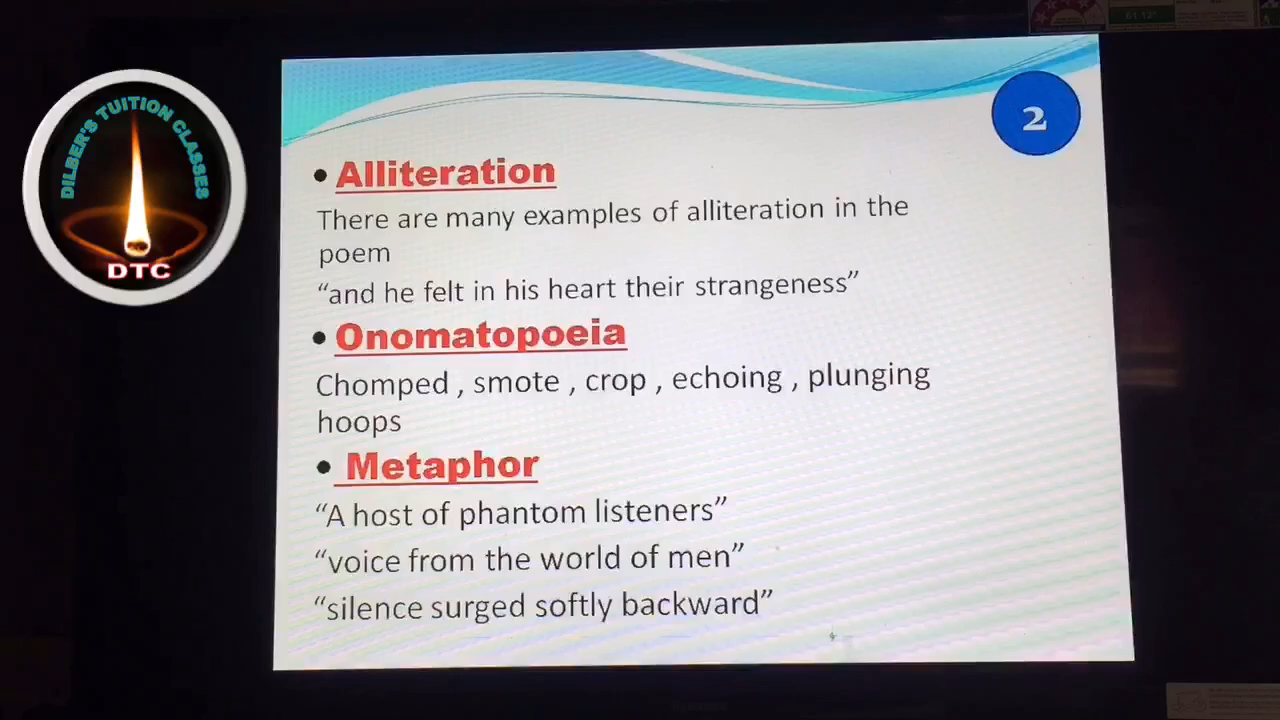 DILBER'S TUITION CLASSES
DTC
2
• Alliteration
There are many examples of alliteration in the
poem
“and he felt in his heart their strangeness”
• Onomatopoeia
Chomped , smote , crop , echoing , plunging
hoops
• Metaphor
“A host of phantom listeners”
“voice from the world of men”
“silence surged softly backward”